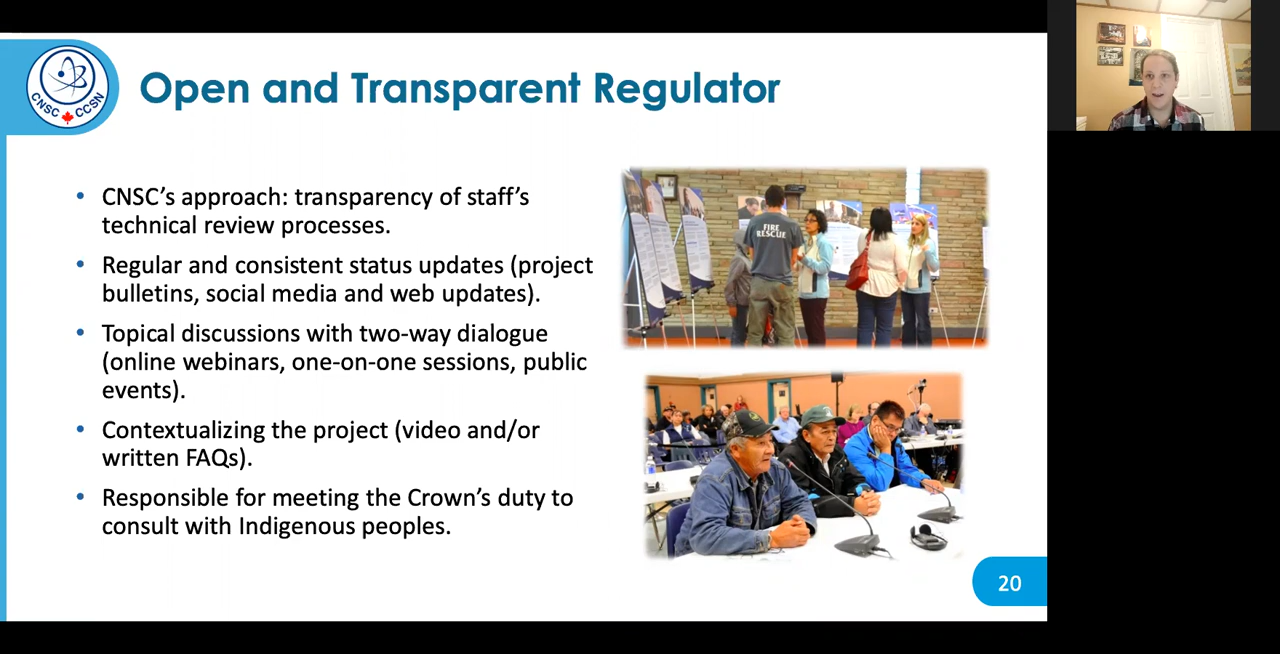 CNSC CCSN
Open and Transparent Regulator
• CNSC’s approach: transparency of staff’s
technical review processes.
• Regular and consistent status updates (project
bulletins, social media and web updates).
• Topical discussions with two-way dialogue
(online webinars, one-on-one sessions, public
events).
• Contextualizing the project (video and/or
written FAQs).
• Responsible for meeting the Crown’s duty to
consult with Indigenous peoples.
FIRE
RESCUE
20